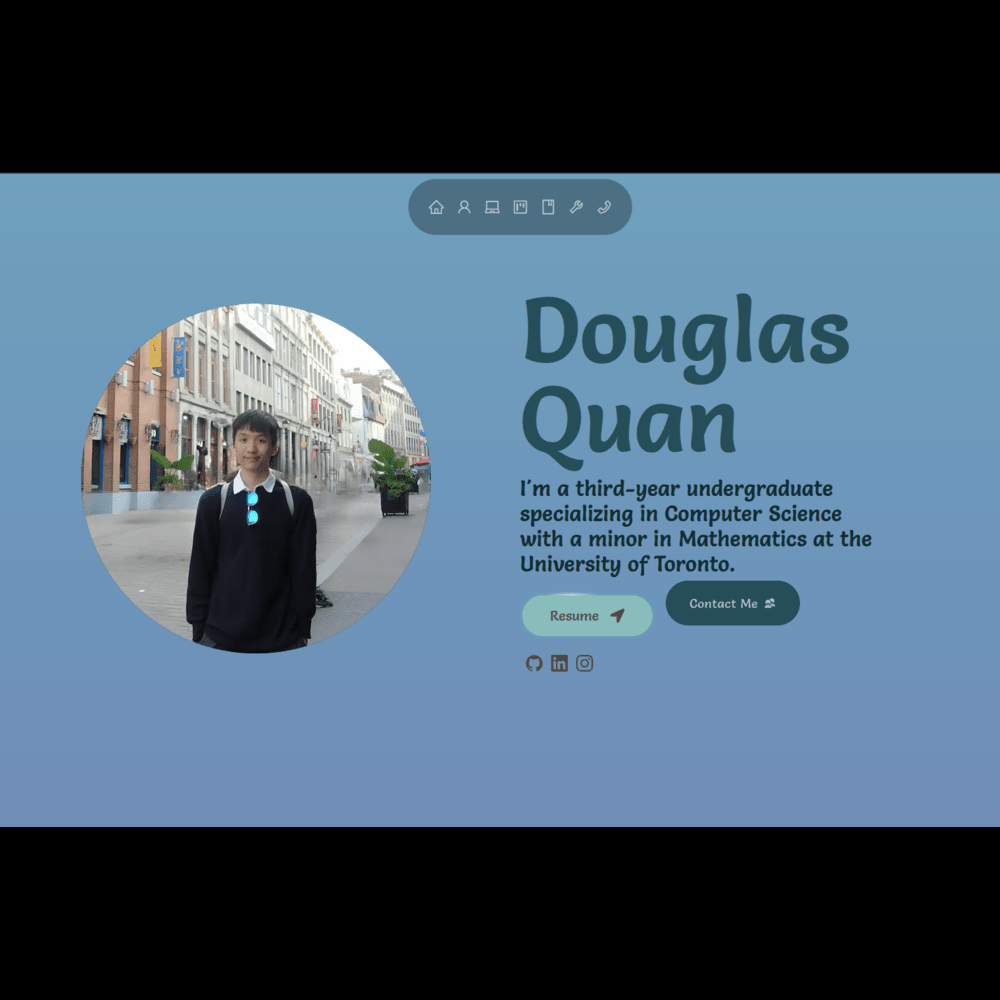 Douglas
Quan
I'm a third-year undergraduate
specializing in Computer Science
with a minor in Mathematics at the
University of Toronto.
Resume
Contact Me
in